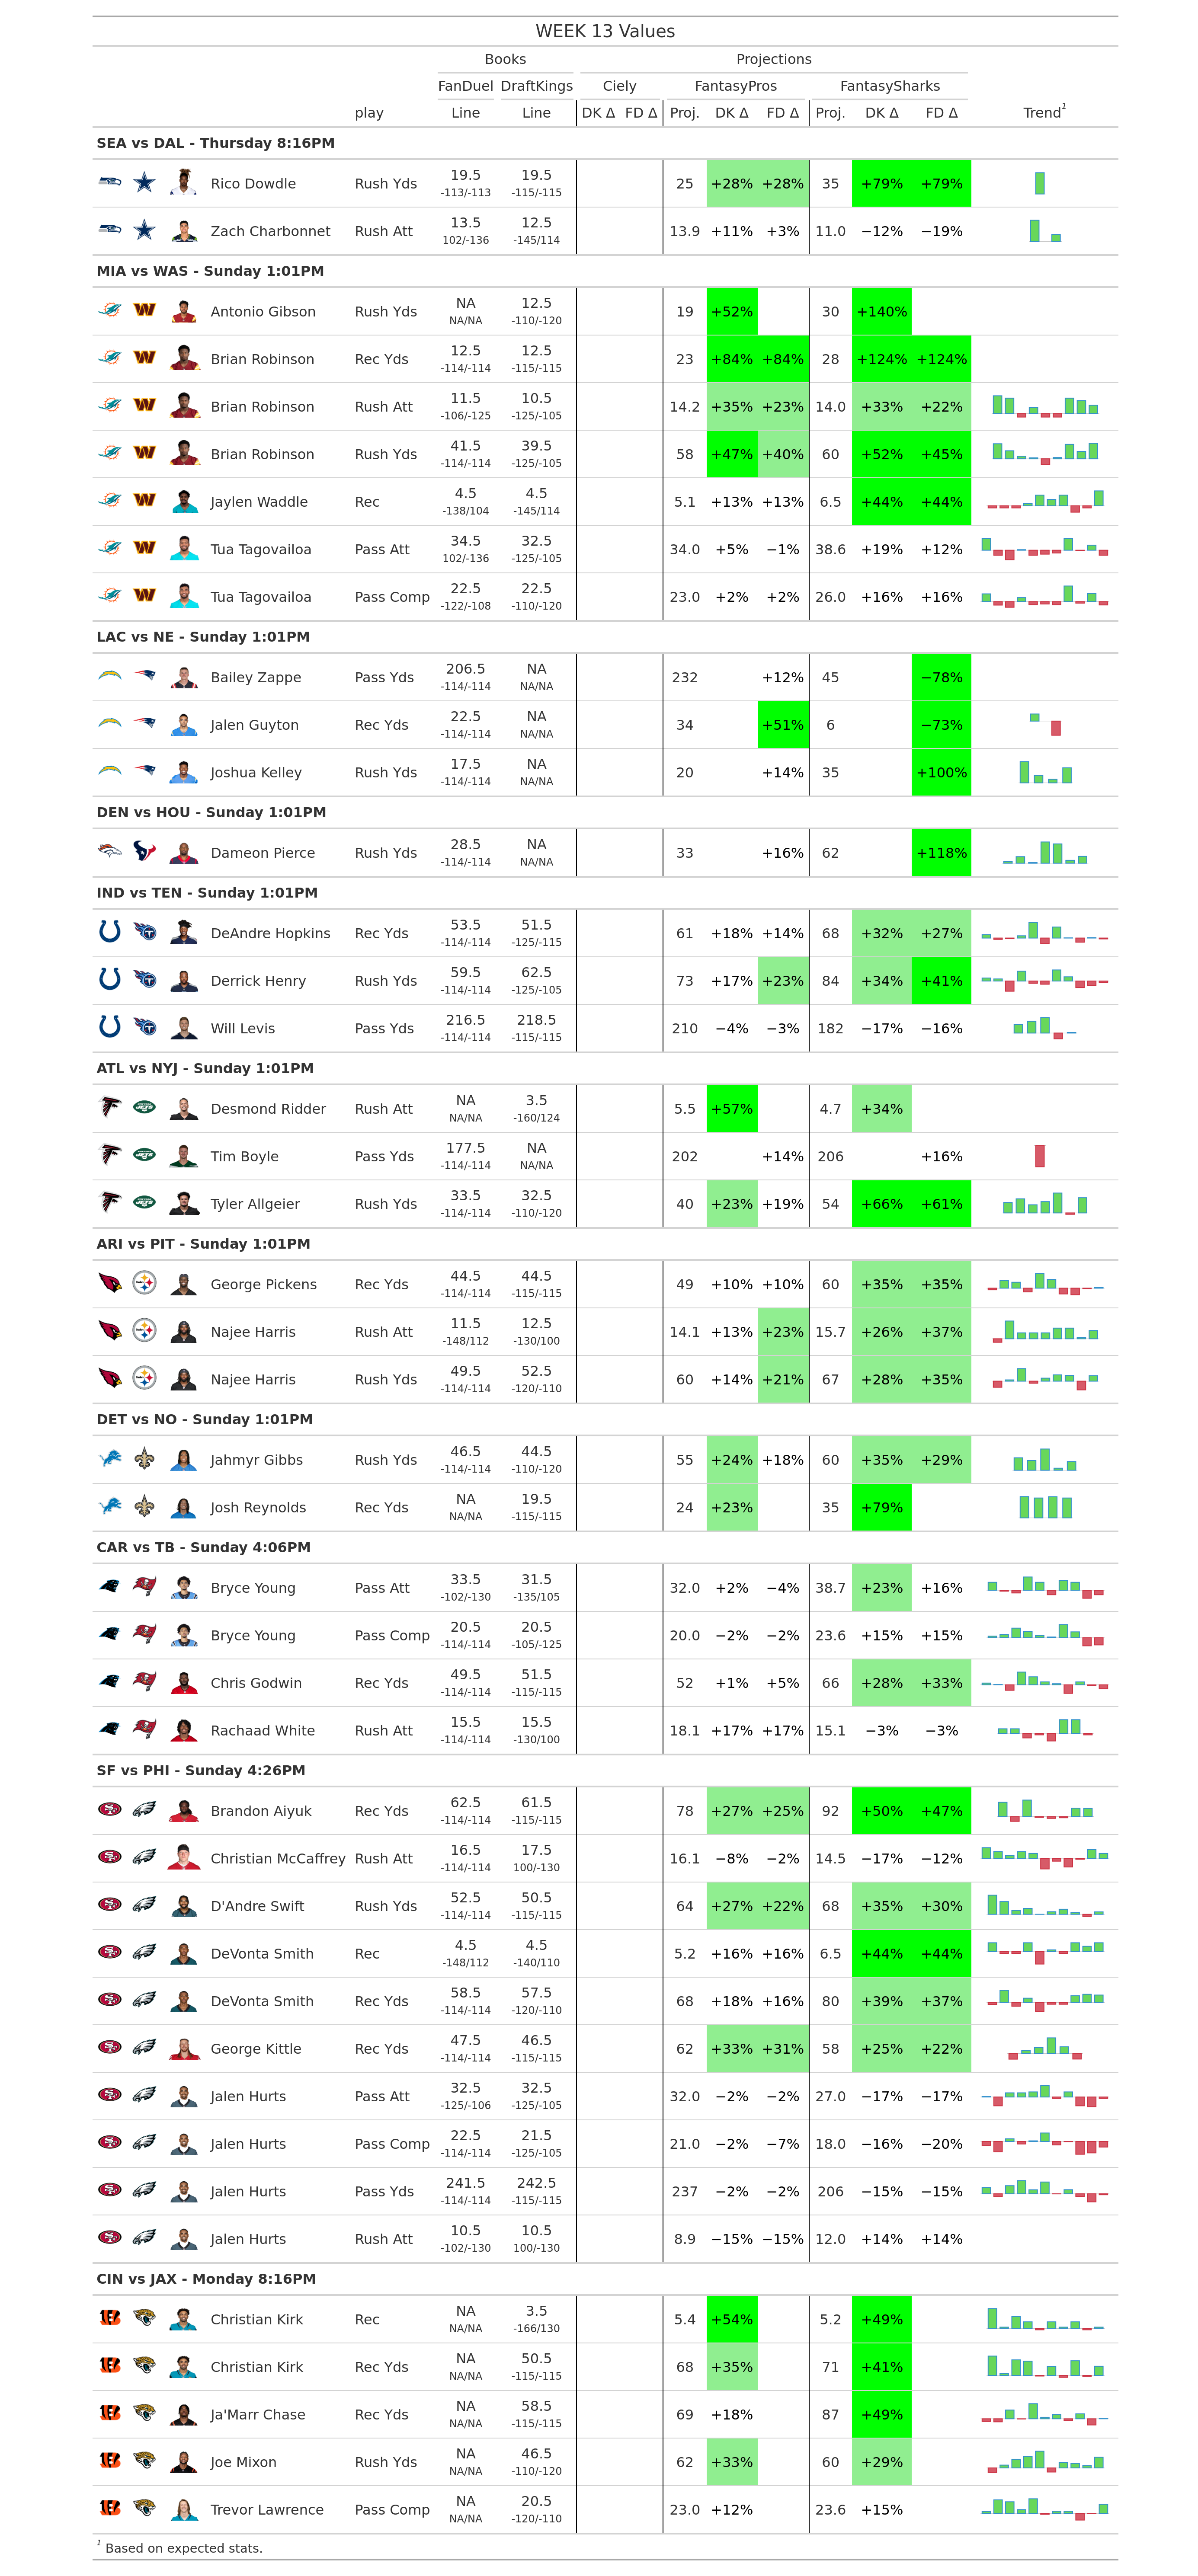 WEEK 13 Values
Books Projections
FanDuel DraftKings Ciely FantasyPros FantasySharks
play Line Line DK Δ FD Δ Proj. DK Δ FD Δ Proj. DK Δ FD Δ Trend1
SEA vs DAL - Thursday 8:16PM
Rico Dowdle Rush Yds 19.5 19.5 25 +28% +28% 35 +79% +79%
-113/-113 -115/-115
Zach Charbonnet Rush Att 13.5 12.5 13.9 +11% +3% 11.0 −12% −19%
102/-136 -145/114
MIA vs WAS - Sunday 1:01PM
Antonio Gibson Rush Yds NA 12.5 19 +52% 30 +140%
NA/NA -110/-120
Brian Robinson Rec Yds 12.5 12.5 23 +84% +84% 28 +124% +124%
-114/-114 -115/-115
Brian Robinson Rush Att 11.5 10.5 14.2 +35% +23% 14.0 +33% +22%
-106/-125 -125/-105
Brian Robinson Rush Yds 41.5 39.5 58 +47% +40% 60 +52% +45%
-114/-114 -125/-105
Jaylen Waddle Rec 4.5 4.5 5.1 +13% +13% 6.5 +44% +44%
-138/104 -145/114
Tua Tagovailoa Pass Att 34.5 32.5 34.0 +5% −1% 38.6 +19% +12%
102/-136 -125/-105
Tua Tagovailoa Pass Comp 22.5 22.5 23.0 +2% +2% 26.0 +16% +16%
-122/-108 -110/-120
LAC vs NE - Sunday 1:01PM
Bailey Zappe Pass Yds 206.5 NA 232 +12% 45 −78%
-114/-114 NA/NA
Jalen Guyton Rec Yds 22.5 NA 34 +51% 6 −73%
-114/-114 NA/NA
Joshua Kelley Rush Yds 17.5 NA 20 +14% 35 +100%
-114/-114 NA/NA
DEN vs HOU - Sunday 1:01PM
Dameon Pierce Rush Yds 28.5 NA 33 +16% 62 +118%
-114/-114 NA/NA
IND vs TEN - Sunday 1:01PM
DeAndre Hopkins Rec Yds 53.5 51.5 61 +18% +14% 68 +32% +27%
-114/-114 -125/-115
Derrick Henry Rush Yds 59.5 62.5 73 +17% +23% 84 +34% +41%
-114/-114 -125/-105
Will Levis Pass Yds 216.5 218.5 210 −4% −3% 182 −17% −16%
-114/-114 -115/-115
ATL vs NYJ - Sunday 1:01PM
Desmond Ridder Rush Att NA 3.5 5.5 +57% 4.7 +34%
NA/NA -160/124
Tim Boyle Pass Yds 177.5 NA 202 +14% 206 +16%
-114/-114 NA/NA
Tyler Allgeier Rush Yds 33.5 32.5 40 +23% +19% 54 +66% +61%
-114/-114 -110/-120
ARI vs PIT - Sunday 1:01PM
George Pickens Rec Yds 44.5 44.5 49 +10% +10% 60 +35% +35%
-114/-114 -115/-115
Najee Harris Rush Att 11.5 12.5 14.1 +13% +23% 15.7 +26% +37%
-148/112 -130/100
Najee Harris Rush Yds 49.5 52.5 60 +14% +21% 67 +28% +35%
-114/-114 -120/-110
DET vs NO - Sunday 1:01PM
Jahmyr Gibbs Rush Yds 46.5 44.5 55 +24% +18% 60 +35% +29%
-114/-114 -110/-120
Josh Reynolds Rec Yds NA 19.5 24 +23% 35 +79%
NA/NA -115/-115
CAR vs TB - Sunday 4:06PM
Bryce Young Pass Att 33.5 31.5 32.0 +2% −4% 38.7 +23% +16%
-102/-130 -135/105
Bryce Young Pass Comp 20.5 20.5 20.0 −2% −2% 23.6 +15% +15%
-114/-114 -105/-125
Chris Godwin Rec Yds 49.5 51.5 52 +1% +5% 66 +28% +33%
-114/-114 -115/-115
Rachaad White Rush Att 15.5 15.5 18.1 +17% +17% 15.1 −3% −3%
-114/-114 -130/100
SF vs PHI - Sunday 4:26PM
Brandon Aiyuk Rec Yds 62.5 61.5 78 +27% +25% 92 +50% +47%
-114/-114 -115/-115
Christian McCaffrey Rush Att 16.5 17.5 16.1 −8% −2% 14.5 −17% −12%
-114/-114 100/-130
D'Andre Swift Rush Yds 52.5 50.5 64 +27% +22% 68 +35% +30%
-114/-114 -115/-115
DeVonta Smith Rec 4.5 4.5 5.2 +16% +16% 6.5 +44% +44%
-148/112 -140/110
DeVonta Smith Rec Yds 58.5 57.5 68 +18% +16% 80 +39% +37%
-114/-114 -120/-110
George Kittle Rec Yds 47.5 46.5 62 +33% +31% 58 +25% +22%
-114/-114 -115/-115
Jalen Hurts Pass Att 32.5 32.5 32.0 −2% −2% 27.0 −17% −17%
-125/-106 -125/-105
Jalen Hurts Pass Comp 22.5 21.5 21.0 −2% −7% 18.0 −16% −20%
-114/-114 -125/-105
Jalen Hurts Pass Yds 241.5 242.5 237 −2% −2% 206 −15% −15%
-114/-114 -115/-115
Jalen Hurts Rush Att 10.5 10.5 8.9 −15% −15% 12.0 +14% +14%
-102/-130 100/-130
CIN vs JAX - Monday 8:16PM
Christian Kirk Rec NA 3.5 5.4 +54% 5.2 +49%
NA/NA -166/130
Christian Kirk Rec Yds NA 50.5 68 +35% 71 +41%
NA/NA -115/-115
Ja'Marr Chase Rec Yds NA 58.5 69 +18% 87 +49%
NA/NA -115/-115
Joe Mixon Rush Yds NA 46.5 62 +33% 60 +29%
NA/NA -110/-120
Trevor Lawrence Pass Comp NA 20.5 23.0 +12% 23.6 +15%
NA/NA -120/-110
1 Based on expected stats.